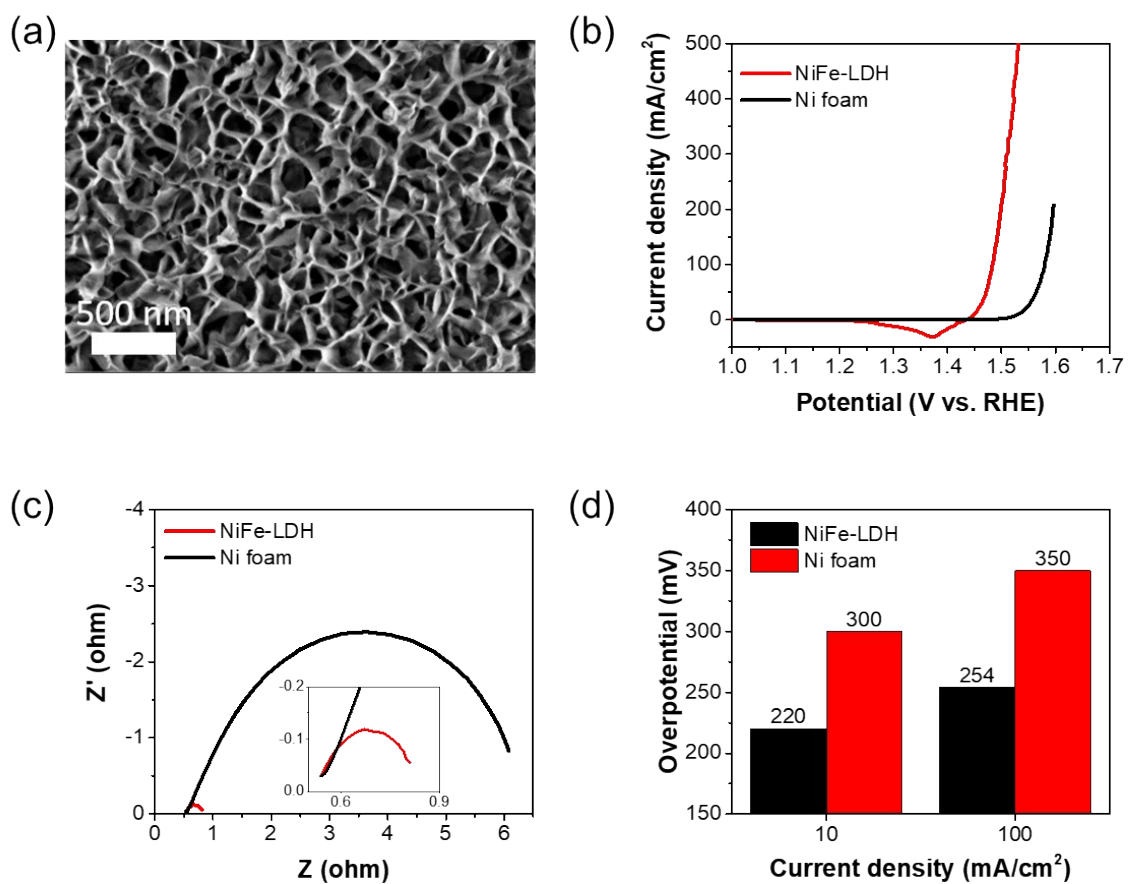 (a)
500 nm
(b)
Current density (mA/cm²)
500
400
300
200
100
0
NiFe-LDH
Ni foam
1.0 1.1 1.2 1.3 1.4 1.5 1.6 1.7
Potential (V vs. RHE)
(c)
Z' (ohm)
-4
-3
-2
-1
0
NiFe-LDH
Ni foam
-0.2
-0.1
0.0
0.6 0.9
0 1 2 3 4 5 6
Z (ohm)
(d)
Overpotential (mV)
400
350
300
250
200
150
NiFe-LDH
Ni foam
220
300
254
350
10 100
Current density (mA/cm²)